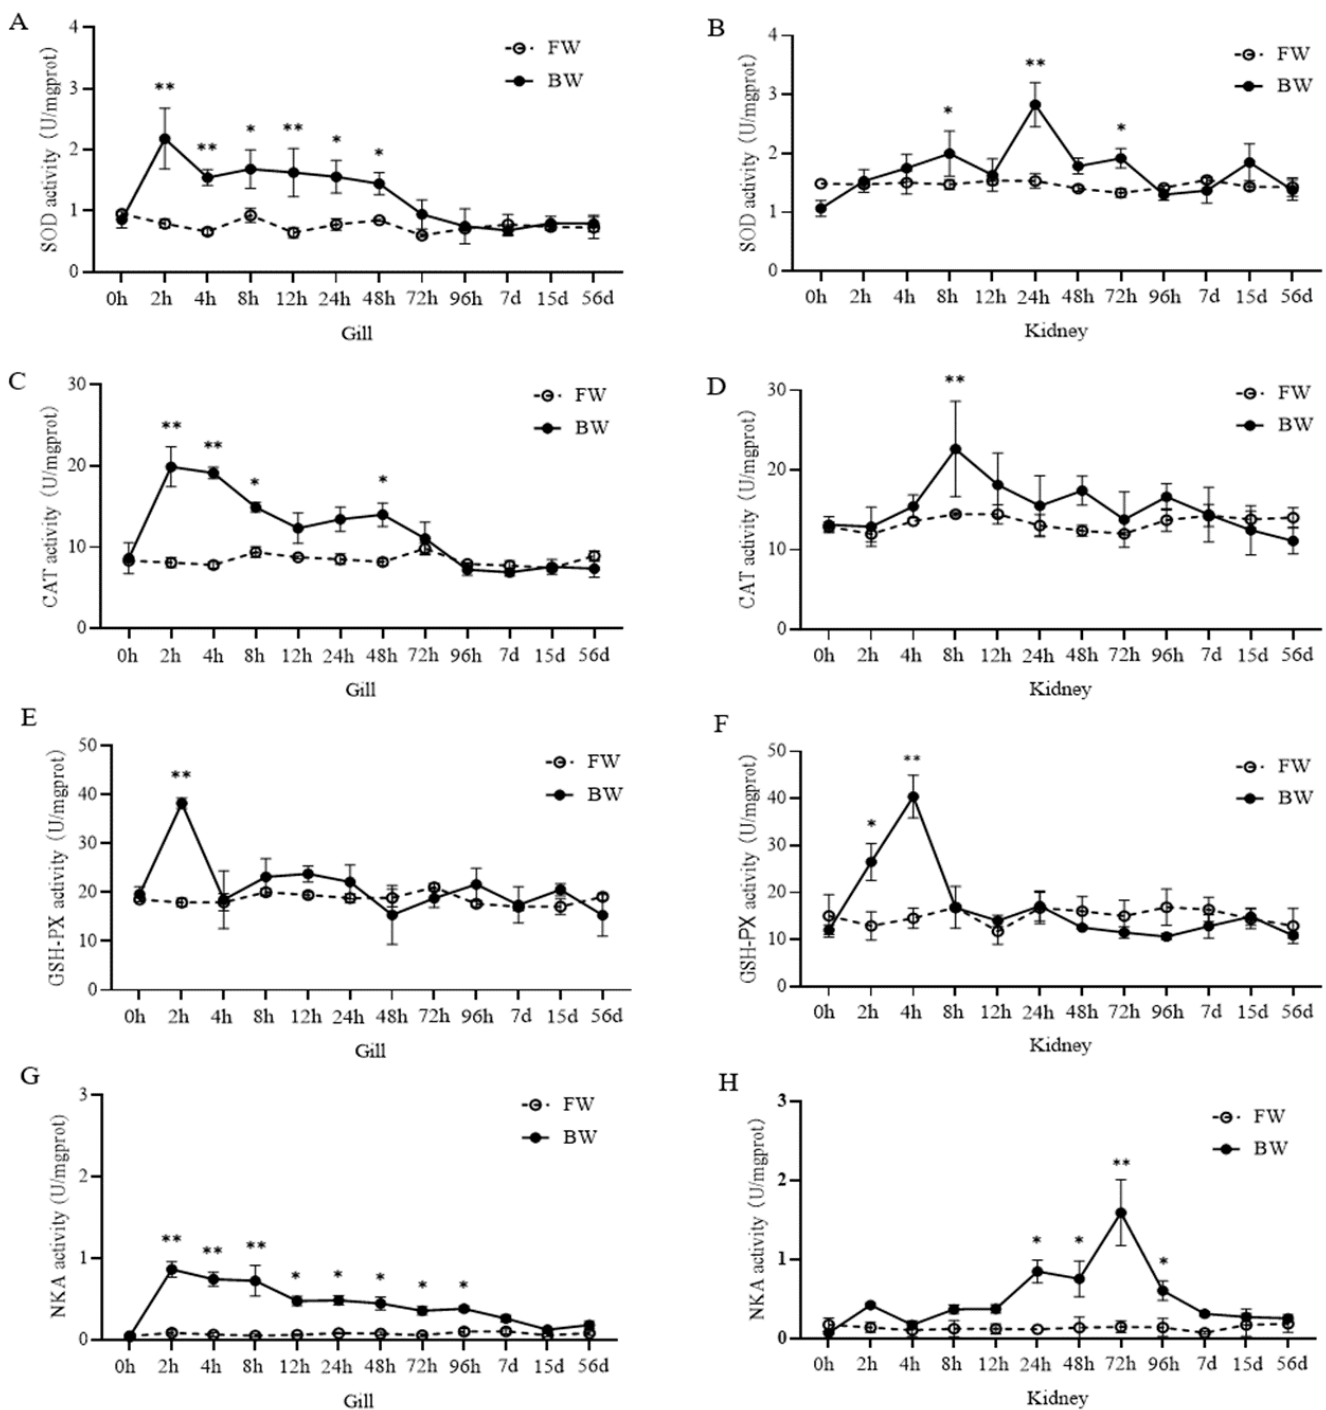 A
SOD activity (U/mgprot)
4
3
2
1
0
FW
BW
** ** * ** * *
0h 2h 4h 8h 12h 24h 48h 72h 96h 7d 15d 56d
Gill
B
SOD activity (U/mgprot)
4
3
2
1
0
FW
BW
* ** *
0h 2h 4h 8h 12h 24h 48h 72h 96h 7d 15d 56d
Kidney
C
CAT activity (U/mgprot)
30
20
10
0
FW
BW
** ** * *
0h 2h 4h 8h 12h 24h 48h 72h 96h 7d 15d 56d
Gill
D
CAT activity (U/mgprot)
30
20
10
0
FW
BW
**
0h 2h 4h 8h 12h 24h 48h 72h 96h 7d 15d 56d
Kidney
E
GSH-PX activity (U/mgprot)
50
40
30
20
10
0
FW
BW
**
0h 2h 4h 8h 12h 24h 48h 72h 96h 7d 15d 56d
Gill
F
GSH-PX activity (U/mgprot)
50
40
30
20
10
0
FW
BW
* **
0h 2h 4h 8h 12h 24h 48h 72h 96h 7d 15d 56d
Kidney
G
NKA activity (U/mgprot)
3
2
1
0
FW
BW
** ** ** * * * * *
0h 2h 4h 8h 12h 24h 48h 72h 96h 7d 15d 56d
Gill
H
NKA activity (U/mgprot)
3
2
1
0
FW
BW
* * ** *
0h 2h 4h 8h 12h 24h 48h 72h 96h 7d 15d 56d
Kidney